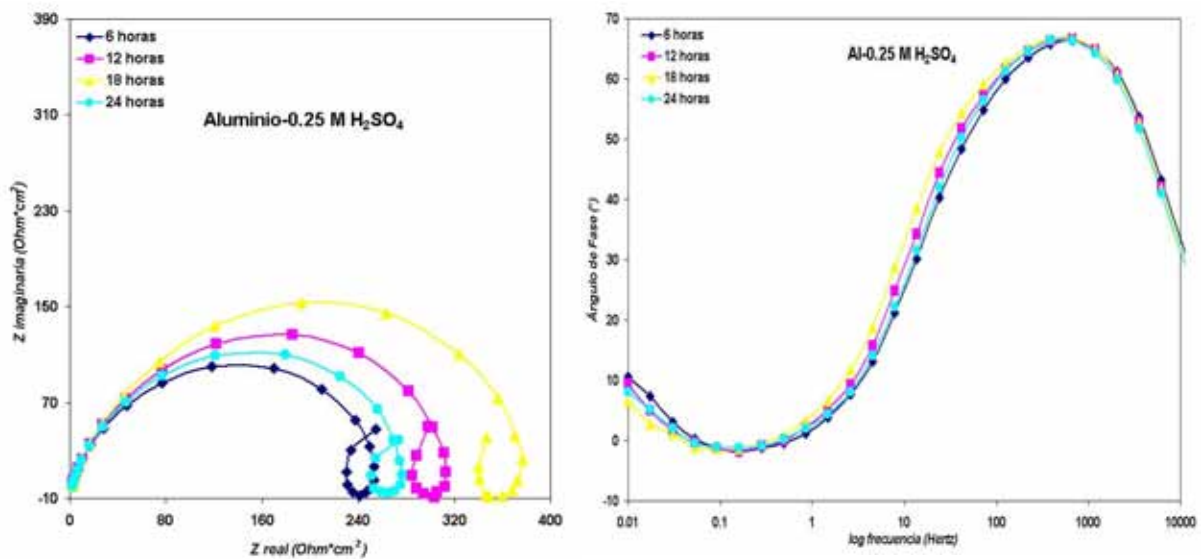 390
310
230
150
70
-10
Z imaginaria (Ohm*cm²)
6 horas
12 horas
18 horas
24 horas
Aluminio-0.25 M H₂SO₄
0
80
160
240
320
400
Z real (Ohm*cm²)
70
60
50
40
30
20
10
0
-10
Ángulo de Fase (°)
6 horas
12 horas
18 horas
24 horas
Al-0.25 M H₂SO₄
0.01
0.1
1
10
100
1000
10000
log frecuencia (Hertz)